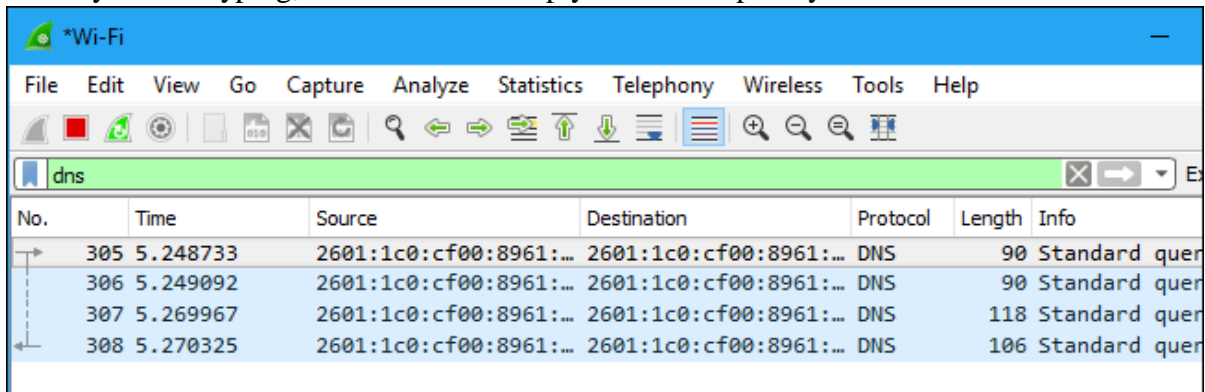 *Wi-Fi
File Edit View Go Capture Analyze Statistics Telephony Wireless Tools Help
dns
No. Time Source Destination Protocol Length Info
305 5.248733 2601:1c0:cf00:8961:… 2601:1c0:cf00:8961:… DNS 90 Standard quer
306 5.249092 2601:1c0:cf00:8961:… 2601:1c0:cf00:8961:… DNS 90 Standard quer
307 5.269967 2601:1c0:cf00:8961:… 2601:1c0:cf00:8961:… DNS 118 Standard quer
308 5.270325 2601:1c0:cf00:8961:… 2601:1c0:cf00:8961:… DNS 106 Standard quer